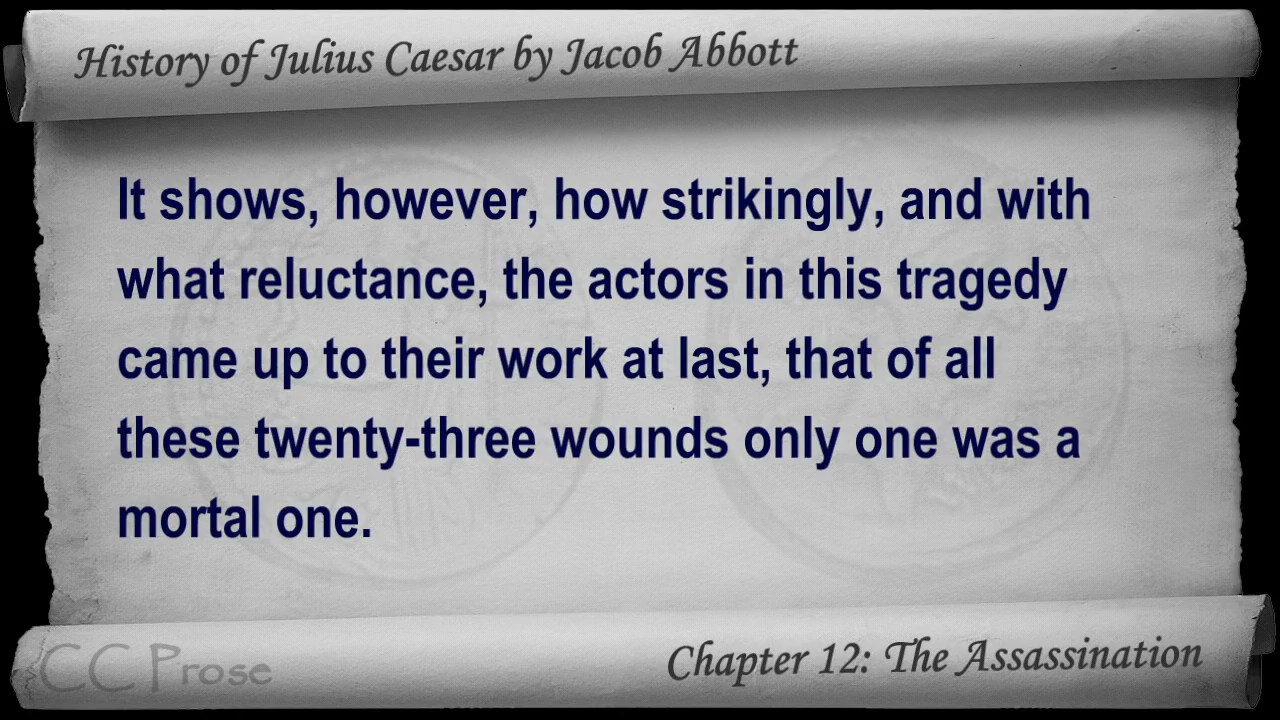 History of Julius Caesar by Jacob Abbott
It shows, however, how strikingly, and with
what reluctance, the actors in this tragedy
came up to their work at last, that of all
these twenty-three wounds only one was a
mortal one.
CC Prose
Chapter 12: The Assassination